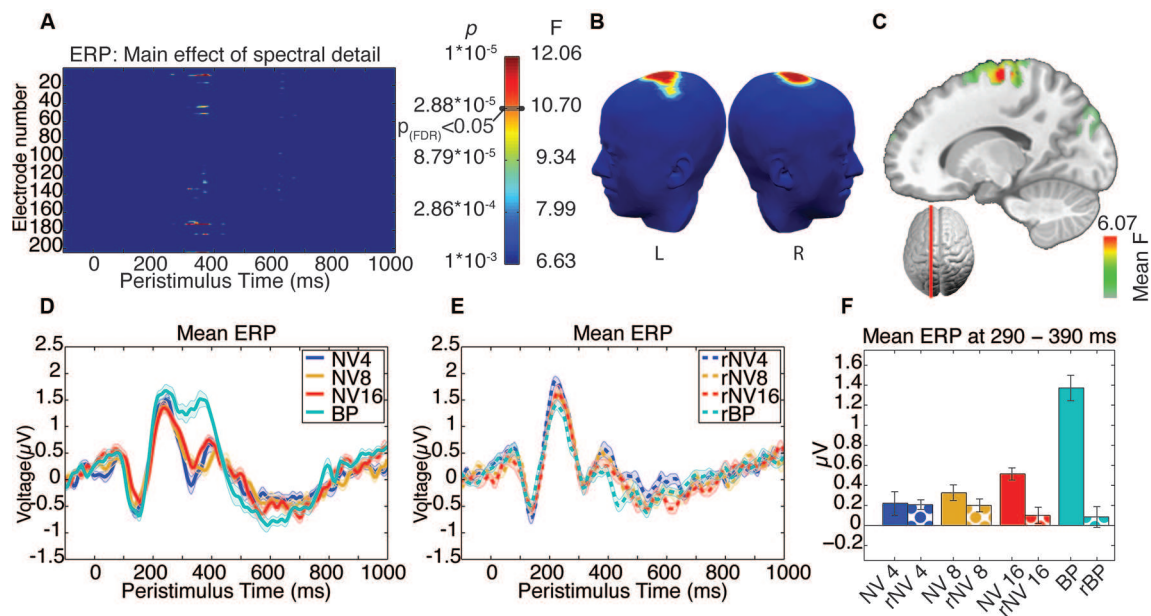 A
ERP: Main effect of spectral detail
Electrode number
20
40
60
80
100
120
140
160
180
200
0 200 400 600 800 1000
Peristimulus Time (ms)
p F
1*10-5 12.06
2.88*10-5 10.70
p(FDR)<0.05
8.79*10-5 9.34
2.86*10-4 7.99
1*10-3 6.63
B
L R
C
6.07
Mean F
D
Mean ERP
Voltage(µV)
2.5
2
1.5
1
0.5
0
-0.5
-1
-1.5
NV4
NV8
NV16
BP
0 200 400 600 800 1000
Peristimulus Time (ms)
E
Mean ERP
Voltage(µV)
2.5
2
1.5
1
0.5
0
-0.5
-1
-1.5
rNV4
rNV8
rNV16
rBP
0 200 400 600 800 1000
Peristimulus Time (ms)
F
Mean ERP at 290 – 390 ms
µV
1.6
1.4
1.2
1
0.6
0.4
0.2
0
–0.2
NV 4
rNV 4
NV 8
rNV 8
NV 16
rNV 16
BP
rBP